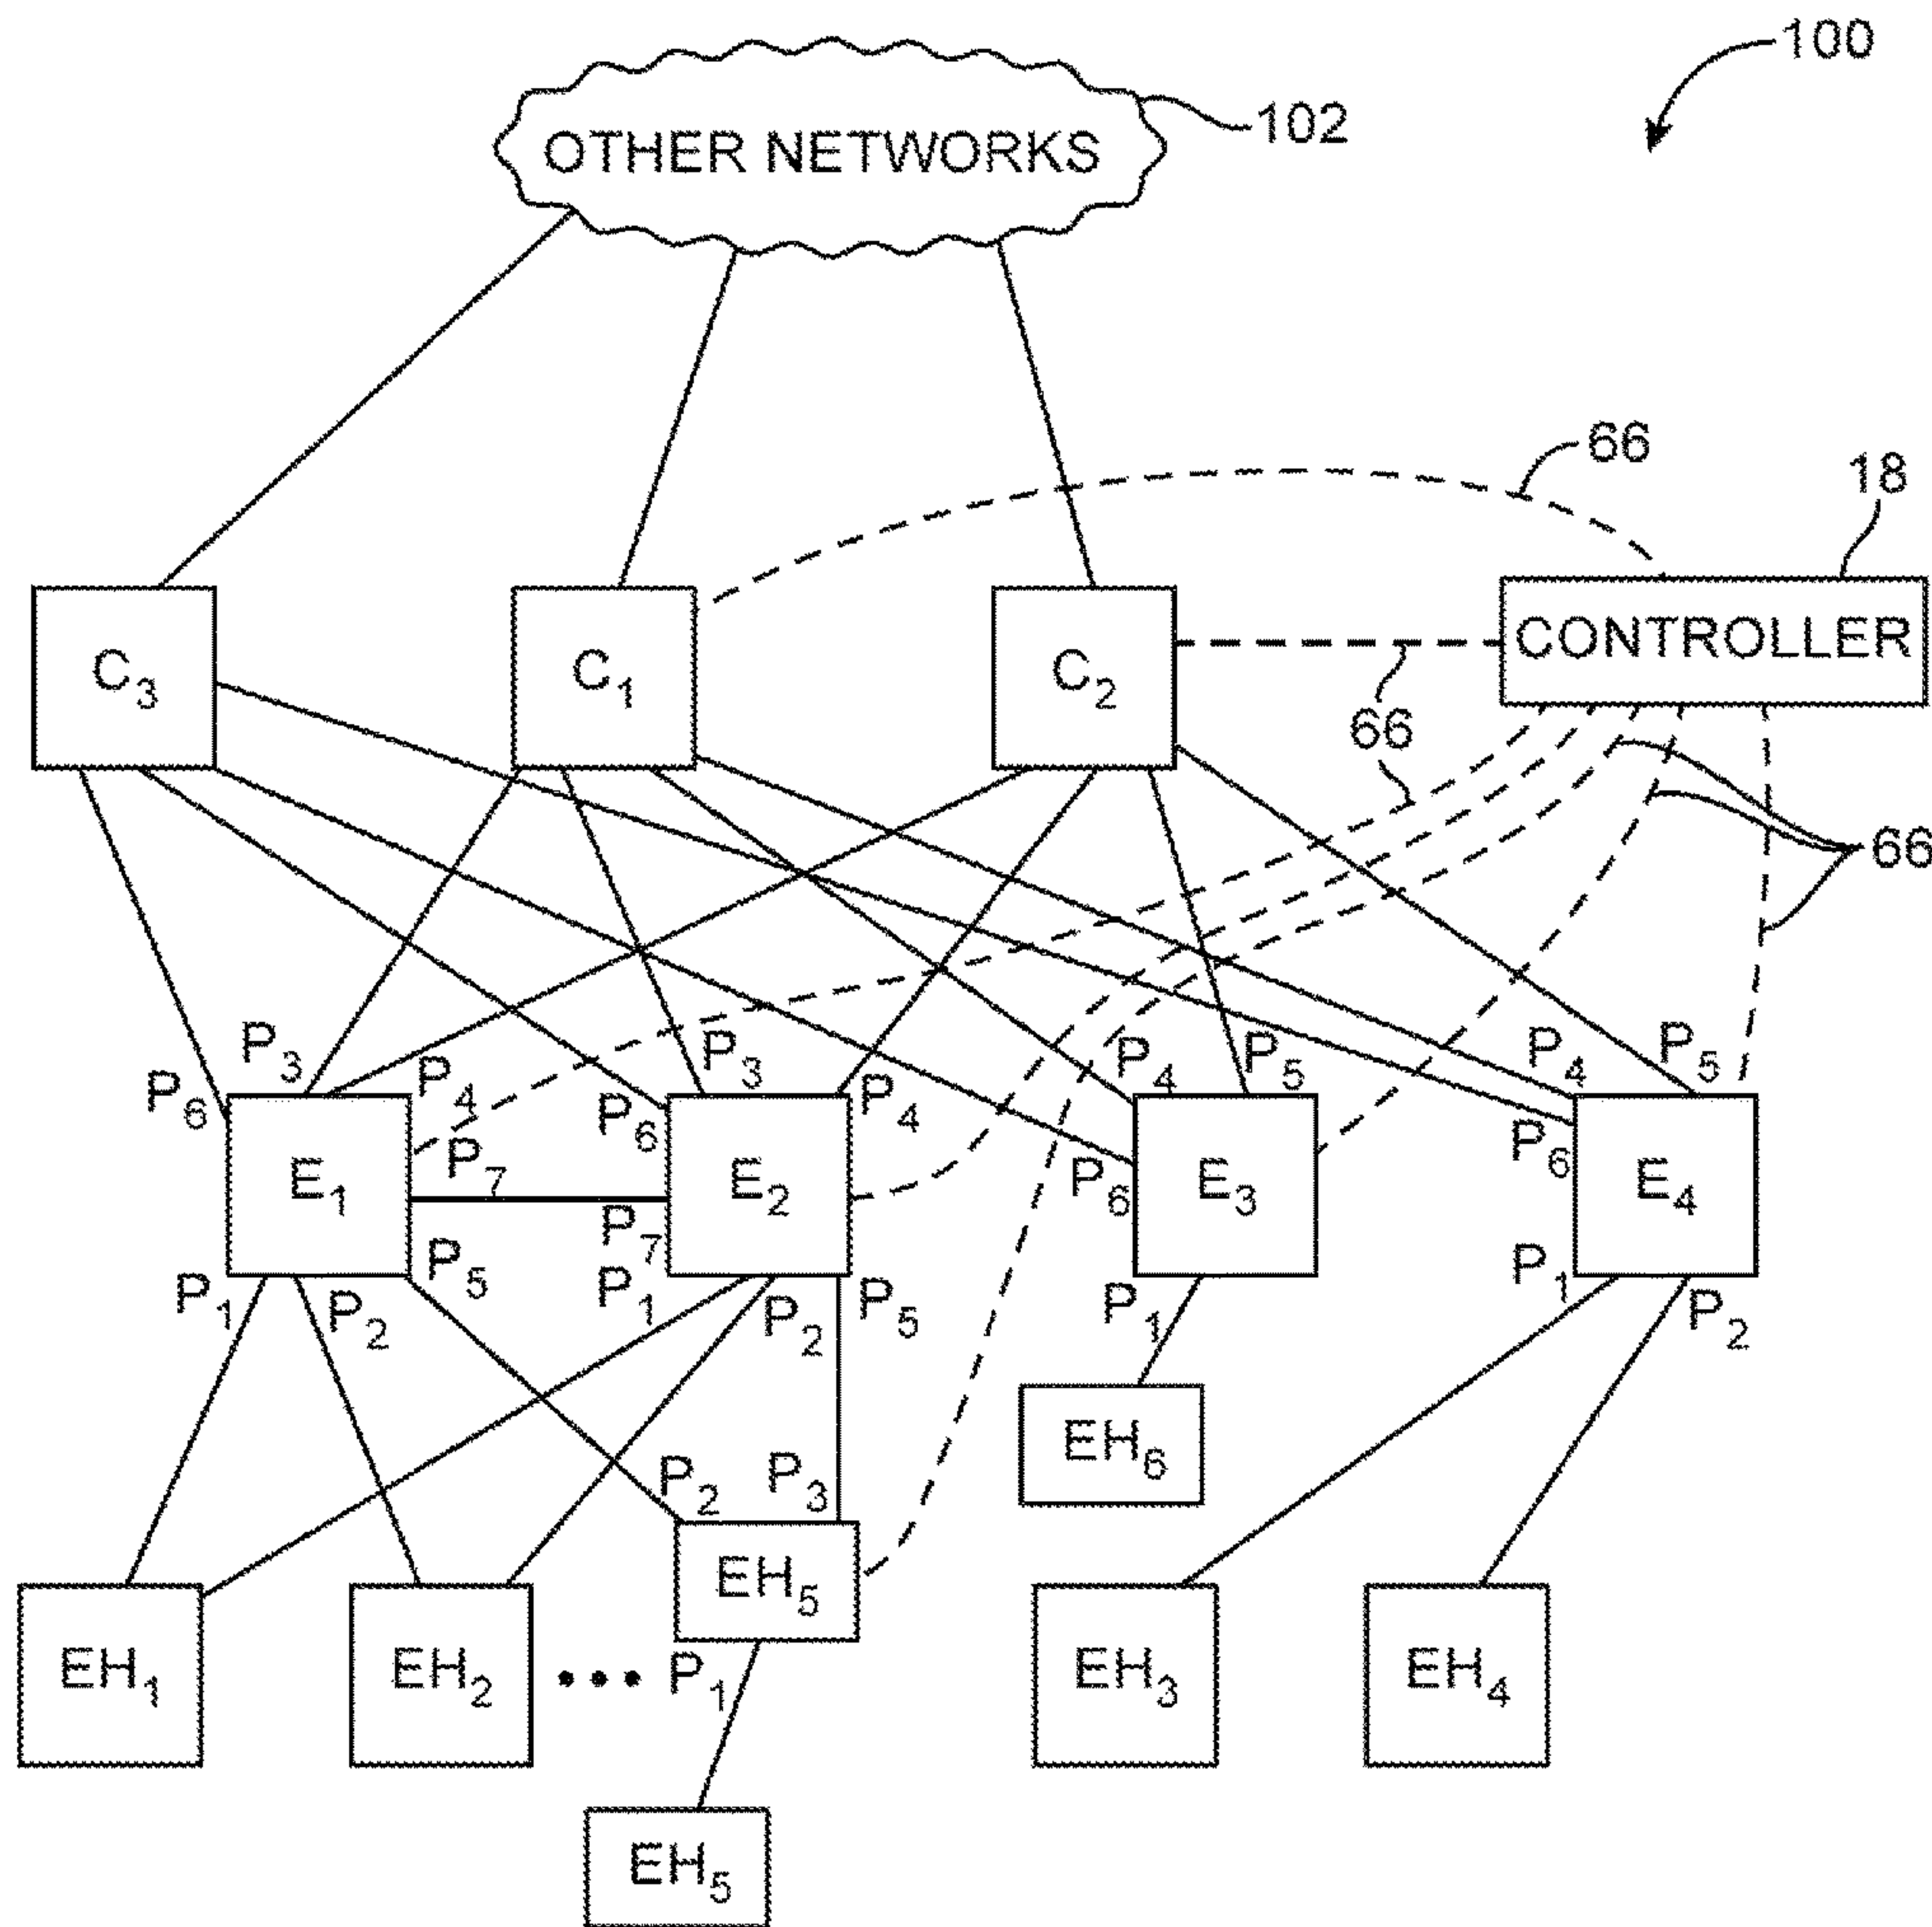 100
OTHER NETWORKS
102
66
18
C3
C1
C2
CONTROLLER
66
66
66
P3
P4
P3
P4
P5
P4
P5
P6
P6
P4
P6
P6
E1
P7
E2
E3
E4
P7
P1
P2
P5
P1
P2
P5
P1
P1
P2
EH6
P2
P3
EH5
EH1
EH2
•••
P1
EH3
EH4
EH5